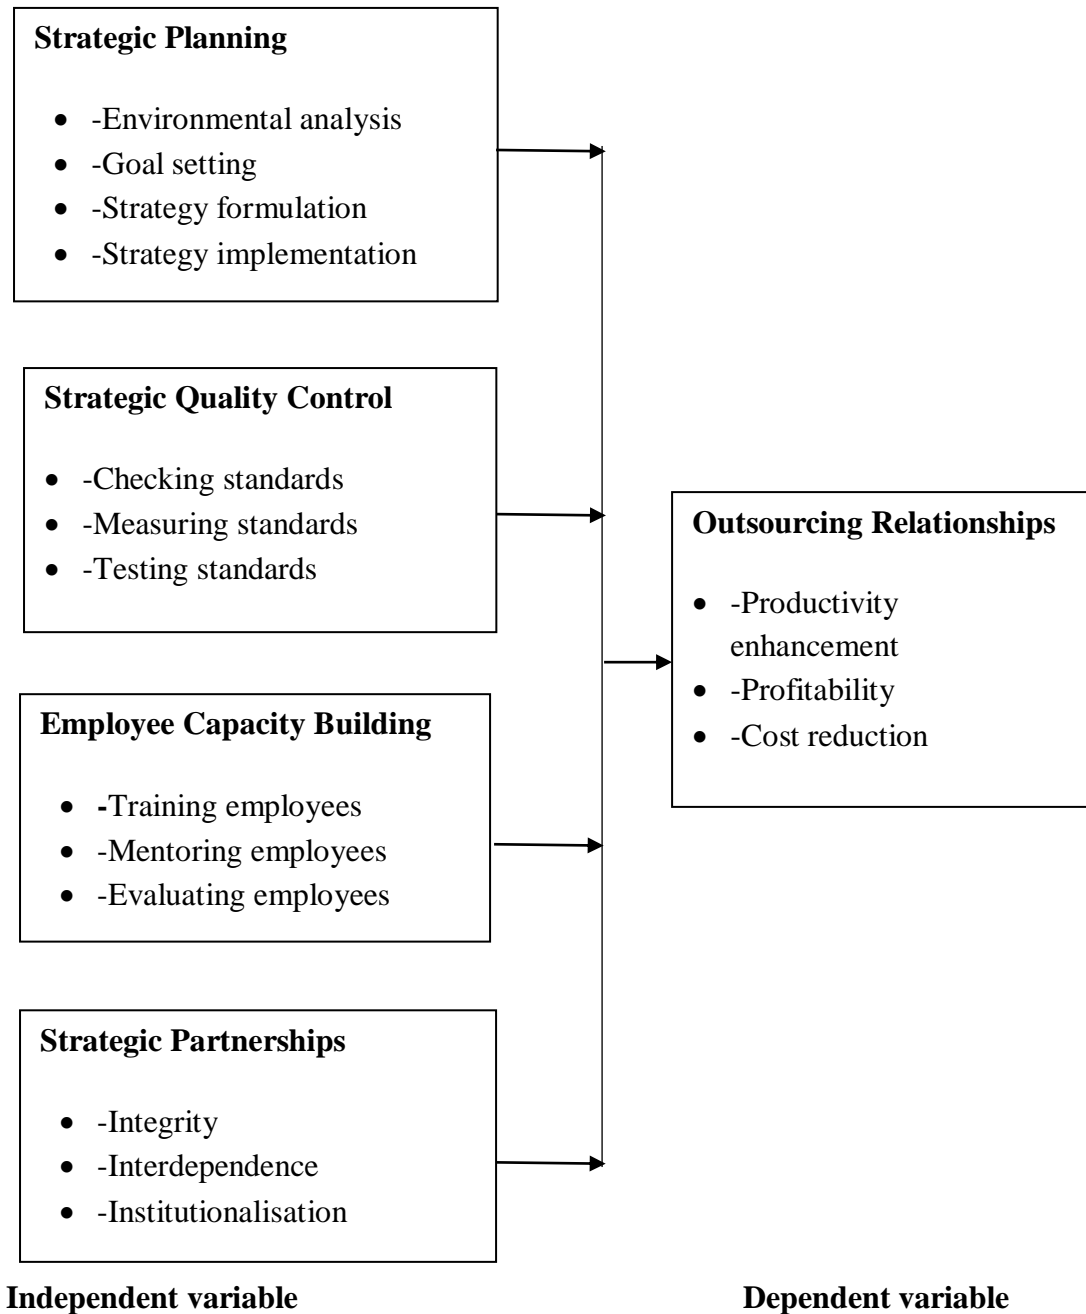 Strategic Planning
• -Environmental analysis
• -Goal setting
• -Strategy formulation
• -Strategy implementation
Strategic Quality Control
• -Checking standards
• -Measuring standards
• -Testing standards
Employee Capacity Building
• -Training employees
• -Mentoring employees
• -Evaluating employees
Strategic Partnerships
• -Integrity
• -Interdependence
• -Institutionalisation
Independent variable
Outsourcing Relationships
• -Productivity
enhancement
• -Profitability
• -Cost reduction
Dependent variable